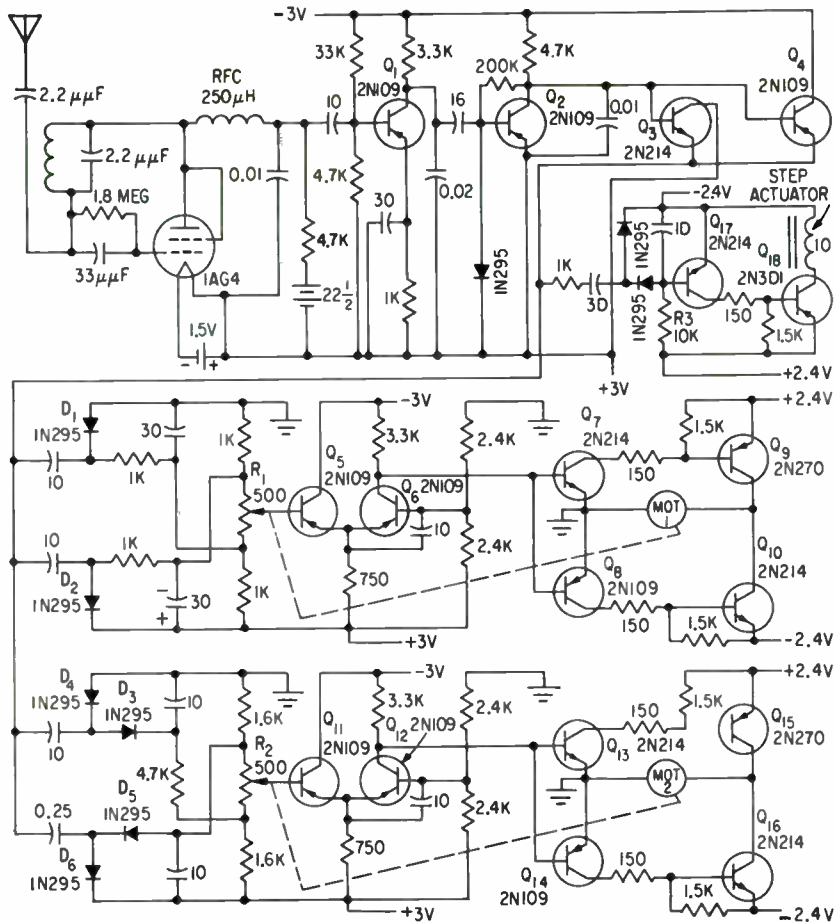 -3V
33K
3.3K
Q1
2N109
4.7K
200K
Q4
2N109
2.2 µµF
RFC
250µH
10
16
Q2
2N109
0.01
Q3
2N214
2.2 µµF
0.01
4.7K
30
0.02
STEP
ACTUATOR
-2.4V
1.8 MEG
33µµF
1AG4
4.7K
22½
1K
1N295
1K
3D
1N295
1D
1N295
Q17
2N214
Q18
2N3D1
10
R3
10K
150
1.5K
1.5V
- +
+3V
+2.4V
D1
1N295
30
10
1K
1K
R1
500
-3V
3.3K
Q5
2N109
Q6
2N109
2.4K
10
2.4K
Q7
2N214
150
1.5K
+2.4V
Q9
2N270
MOT
1
10
1K
D2
1N295
-
+
30
1K
750
+3V
Q8
2N109
150
1.5K
Q10
2N214
-2.4V
D4
1N295
D3
1N295
10
10
4.7K
1.6K
R2
500
-3V
3.3K
Q11
2N109
Q12
2N109
2.4K
10
2.4K
Q13
150
2N214
1.5K
+2.4V
Q15
2N270
MOT
2
0.25
D5
1N295
D6
1N295
10
1.6K
750
+3V
Q14
2N109
150
1.5K
Q16
2N214
-2.4V